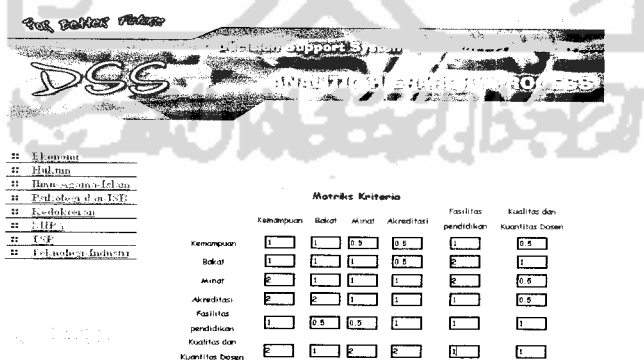 For Better Future
Decision Support System
DSS
ANALYTIC HIERARCHY PROCESS
Ekonomi
Hukum
Ilmu-Agama-Islam
Psikologi dan ISB
Kedokteran
MIPA
TSP
Teknologi-Industri
Matriks Kriteria
Kemampuan Bakat Minat Akreditasi Fasilitas pendidikan Kualitas dan Kuantitas Dosen
Kemampuan 1 1 0.5 0.5 1 0.5
Bakat 1 1 1 0.5 2 1
Minat 2 1 1 1 2 0.5
Akreditasi 2 2 1 1 1 0.5
Fasilitas pendidikan 1 0.5 0.5 1 1 1
Kualitas dan Kuantitas Dosen 2 1 2 2 1 1